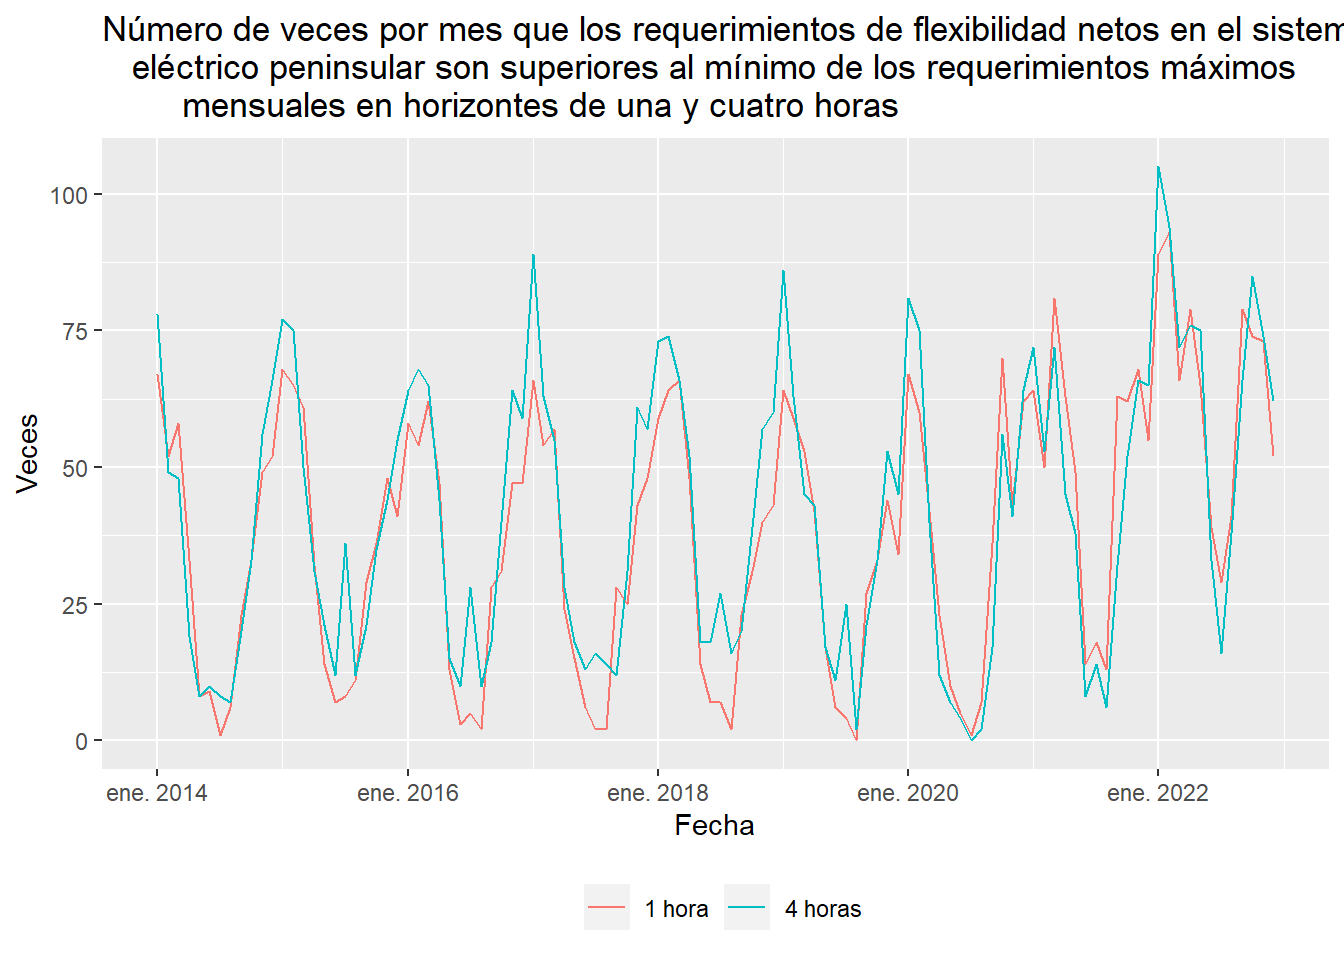 Número de veces por mes que los requerimientos de flexibilidad netos en el sistem
eléctrico peninsular son superiores al mínimo de los requerimientos máximos
mensuales en horizontes de una y cuatro horas
100
75
50
25
0
Veces
ene. 2014 ene. 2016 ene. 2018 ene. 2020 ene. 2022
Fecha
1 hora 4 horas